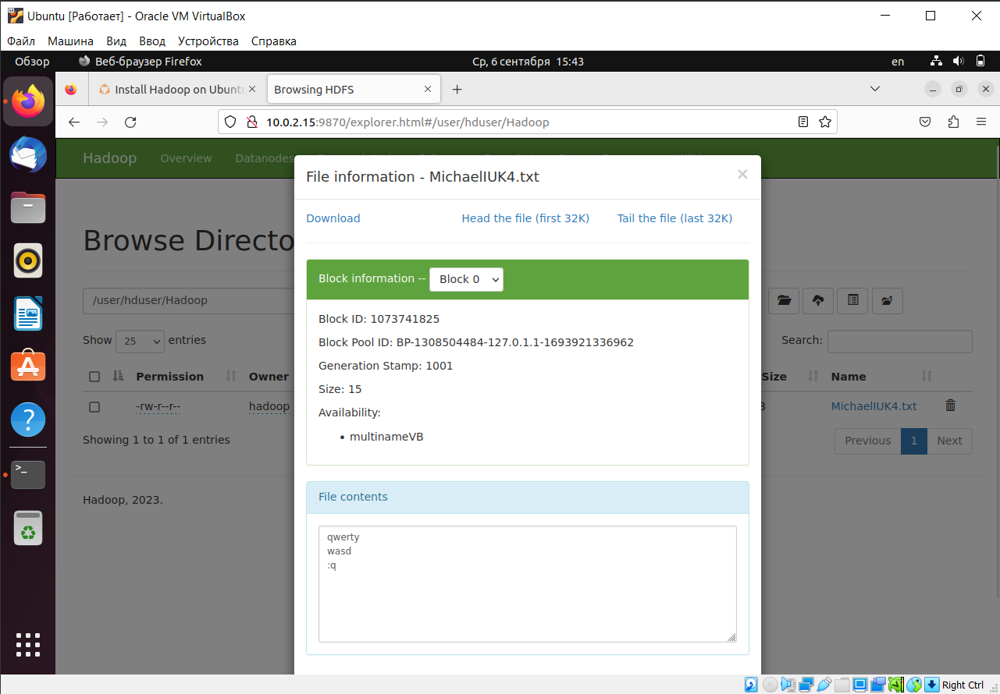 Ubuntu [Работает] - Oracle VM VirtualBox
Файл Машина Вид Ввод Устройства Справка
Обзор Веб-браузер Firefox Ср, 6 сентября 15:43 en
Install Hadoop on Ubuntu Browsing HDFS
10.0.2.15:9870/explorer.html#/user/hduser/Hadoop
Hadoop Overview Datanodes
File information - MichaelIUK4.txt
Download Head the file (first 32K) Tail the file (last 32K)
Browse Directo
Block information -- Block 0
/user/hduser/Hadoop
Block ID: 1073741825
Show 25 entries Search:
Block Pool ID: BP-1308504484-127.0.1.1-1693921336962
Generation Stamp: 1001
Permission Owner Size Name
Size: 15
-rw-r--r-- hadoop MichaelIUK4.txt
Availability:
multinameVB
Showing 1 to 1 of 1 entries Previous 1 Next
File contents
Hadoop, 2023.
qwerty
wasd
:q
Right Ctrl